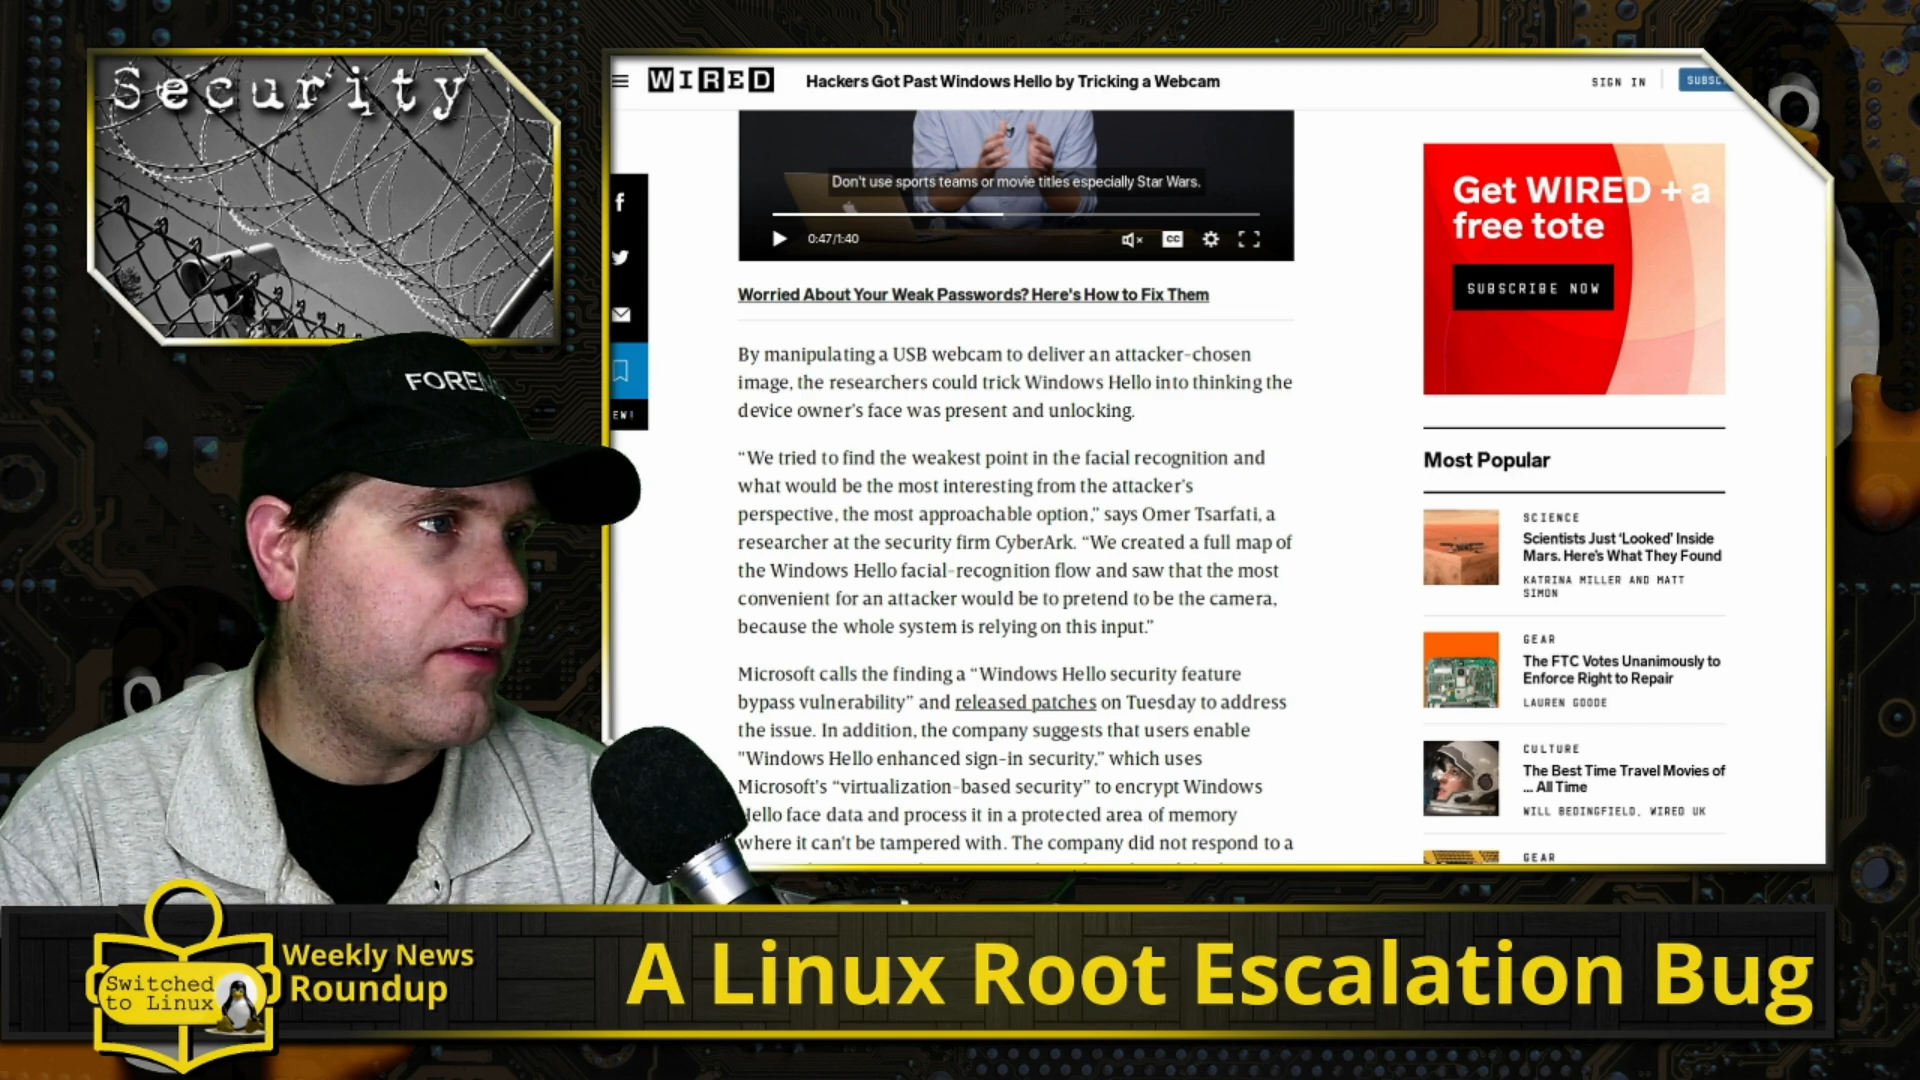 Security
WIRED
Hackers Got Past Windows Hello by Tricking a Webcam
SIGN IN
Don't use sports teams or movie titles especially Star Wars.
0:47/1:40
CC
Worried About Your Weak Passwords? Here's How to Fix Them
By manipulating a USB webcam to deliver an attacker-chosen
image, the researchers could trick Windows Hello into thinking the
device owner's face was present and unlocking.
“We tried to find the weakest point in the facial recognition and
what would be the most interesting from the attacker's
perspective, the most approachable option,” says Omer Tsarfati, a
researcher at the security firm CyberArk. “We created a full map of
the Windows Hello facial-recognition flow and saw that the most
convenient for an attacker would be to pretend to be the camera,
because the whole system is relying on this input.”
Microsoft calls the finding a “Windows Hello security feature
bypass vulnerability” and released patches on Tuesday to address
the issue. In addition, the company suggests that users enable
"Windows Hello enhanced sign-in security," which uses
Microsoft's “virtualization-based security” to encrypt Windows
Hello face data and process it in a protected area of memory
where it can't be tampered with. The company did not respond to a
Get WIRED + a
free tote
SUBSCRIBE NOW
Most Popular
SCIENCE
Scientists Just ‘Looked’ Inside
Mars. Here's What They Found
KATRINA MILLER AND MATT
SIMON
GEAR
The FTC Votes Unanimously to
Enforce Right to Repair
LAUREN GOODE
CULTURE
The Best Time Travel Movies of
... All Time
WILL BEDINGFIELD, WIRED UK
GEAR
Switched
to Linux
Weekly News
Roundup
A Linux Root Escalation Bug